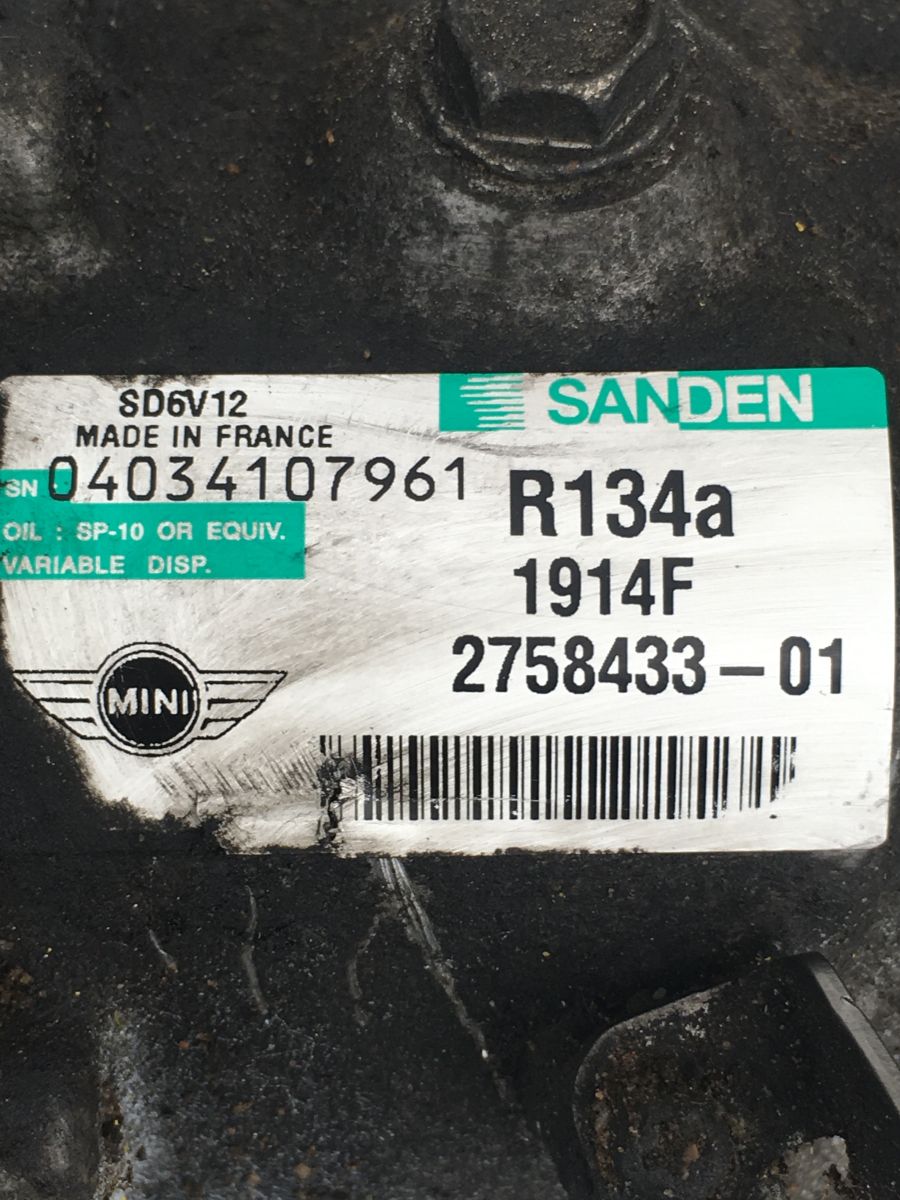 SD6V12
MADE IN FRANCE
SANDEN
SN 04034107961
OIL : SP-10 OR EQUIV.
VARIABLE DISP.
R134a
1914F
2758433-01
MINI